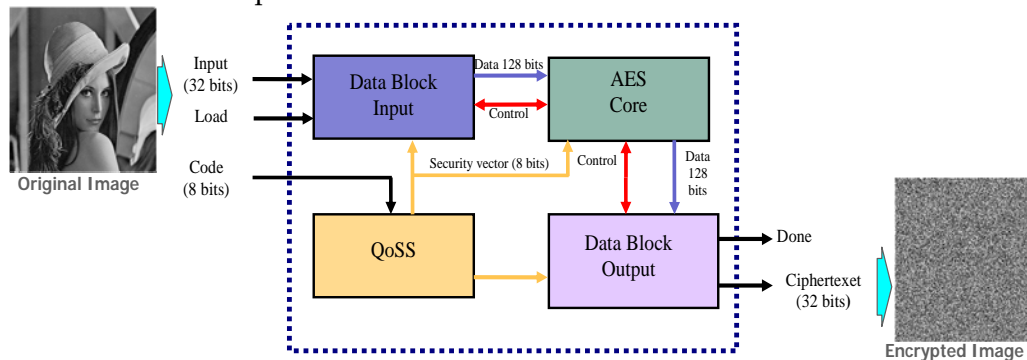 Input
(32 bits)
Load
Code
(8 bits)
Original Image
Data Block
Input
Data 128 bits
Control
AES
Core
Security vector (8 bits)
Control
Data
128
bits
QoSS
Data Block
Output
Done
Ciphertexet
(32 bits)
Encrypted Image